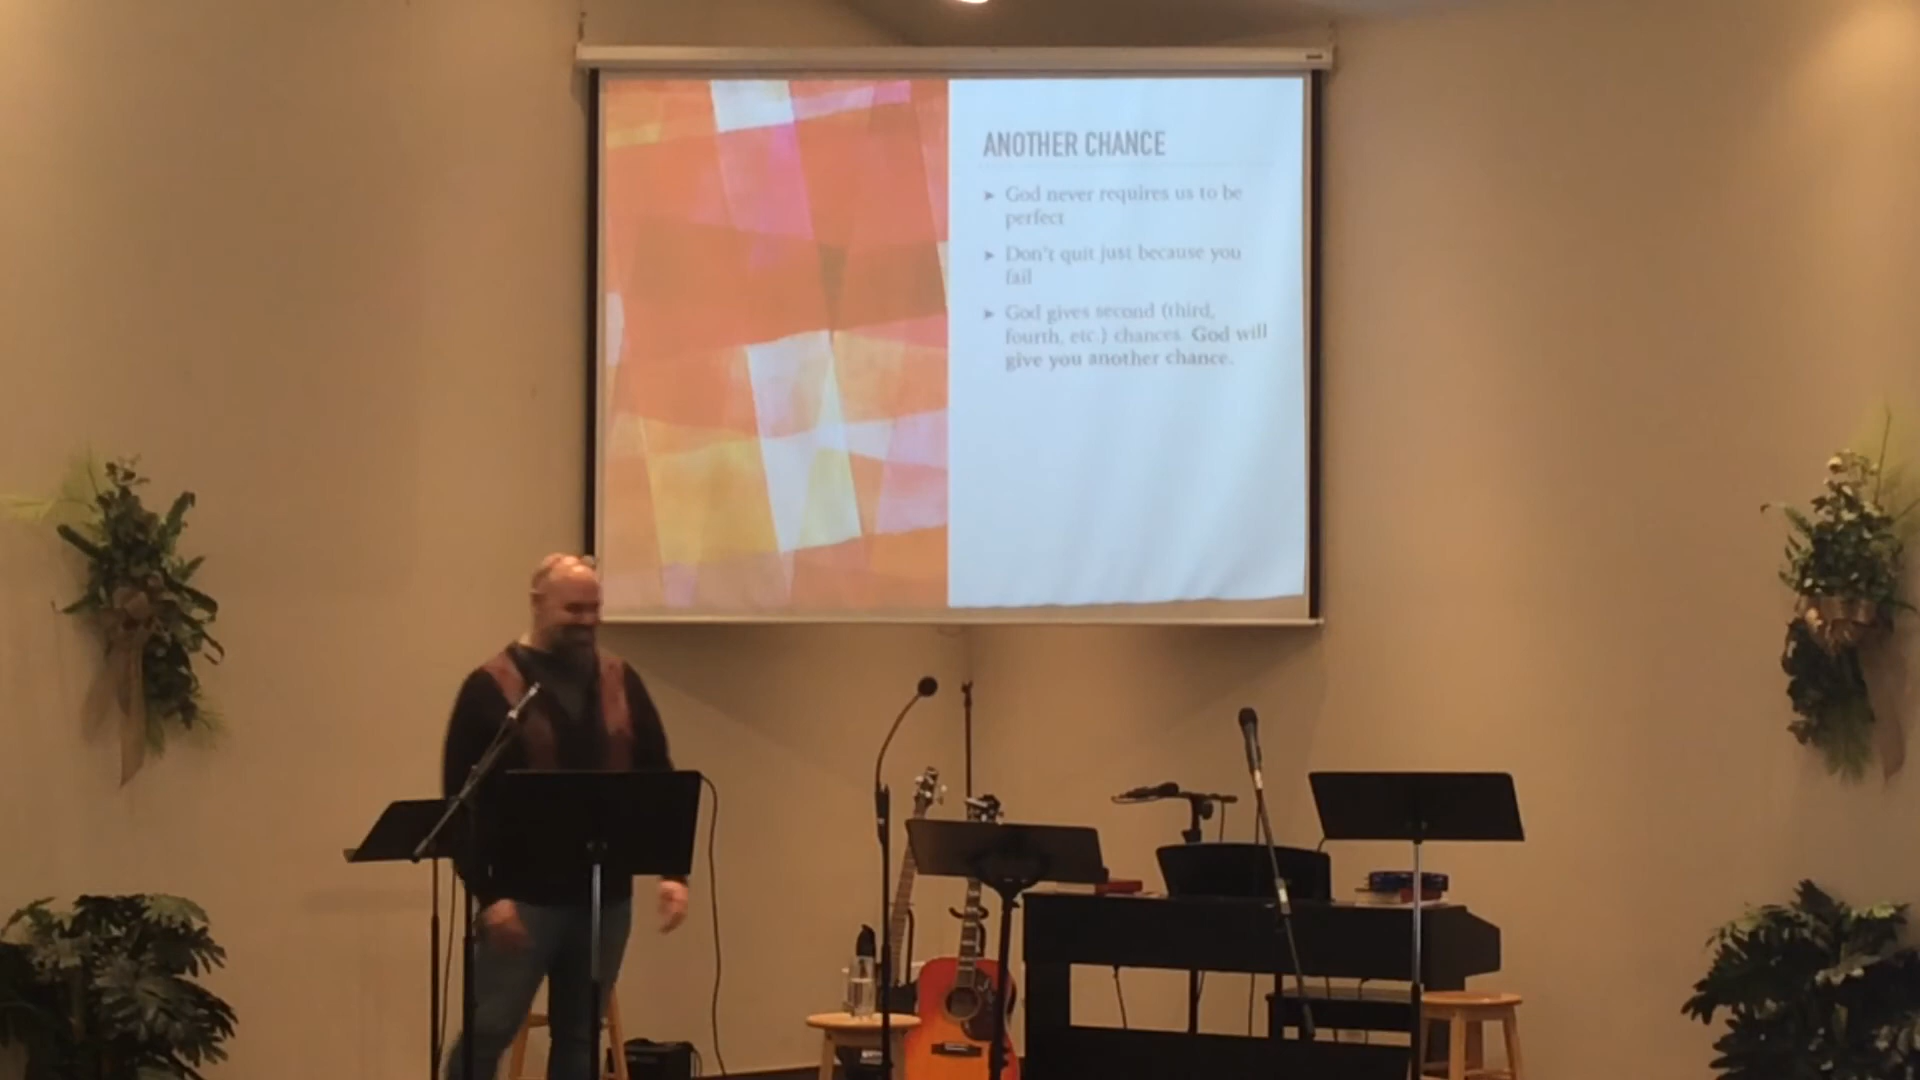 ANOTHER CHANCE
➤ God never requires us to be
perfect
➤ Don't quit just because you
fail
➤ God gives second (third,
fourth, etc.) chances. God will
give you another chance.